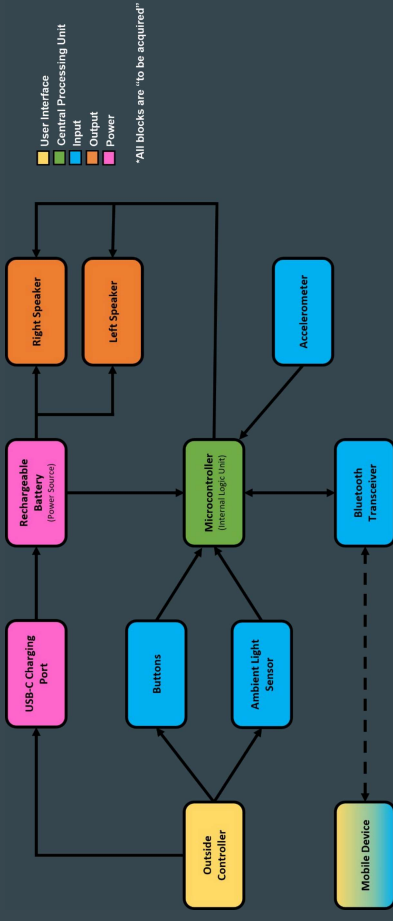 USB-C Charging
Port
Rechargeable
Battery
(Power Source)
Right Speaker
Left Speaker
User Interface
Central Processing Unit
Input
Output
Power
*All blocks are “to be acquired”
Outside
Controller
Buttons
Ambient Light
Sensor
Microcontroller
(Internal Logic Unit)
Accelerometer
Mobile Device
Bluetooth
Transceiver